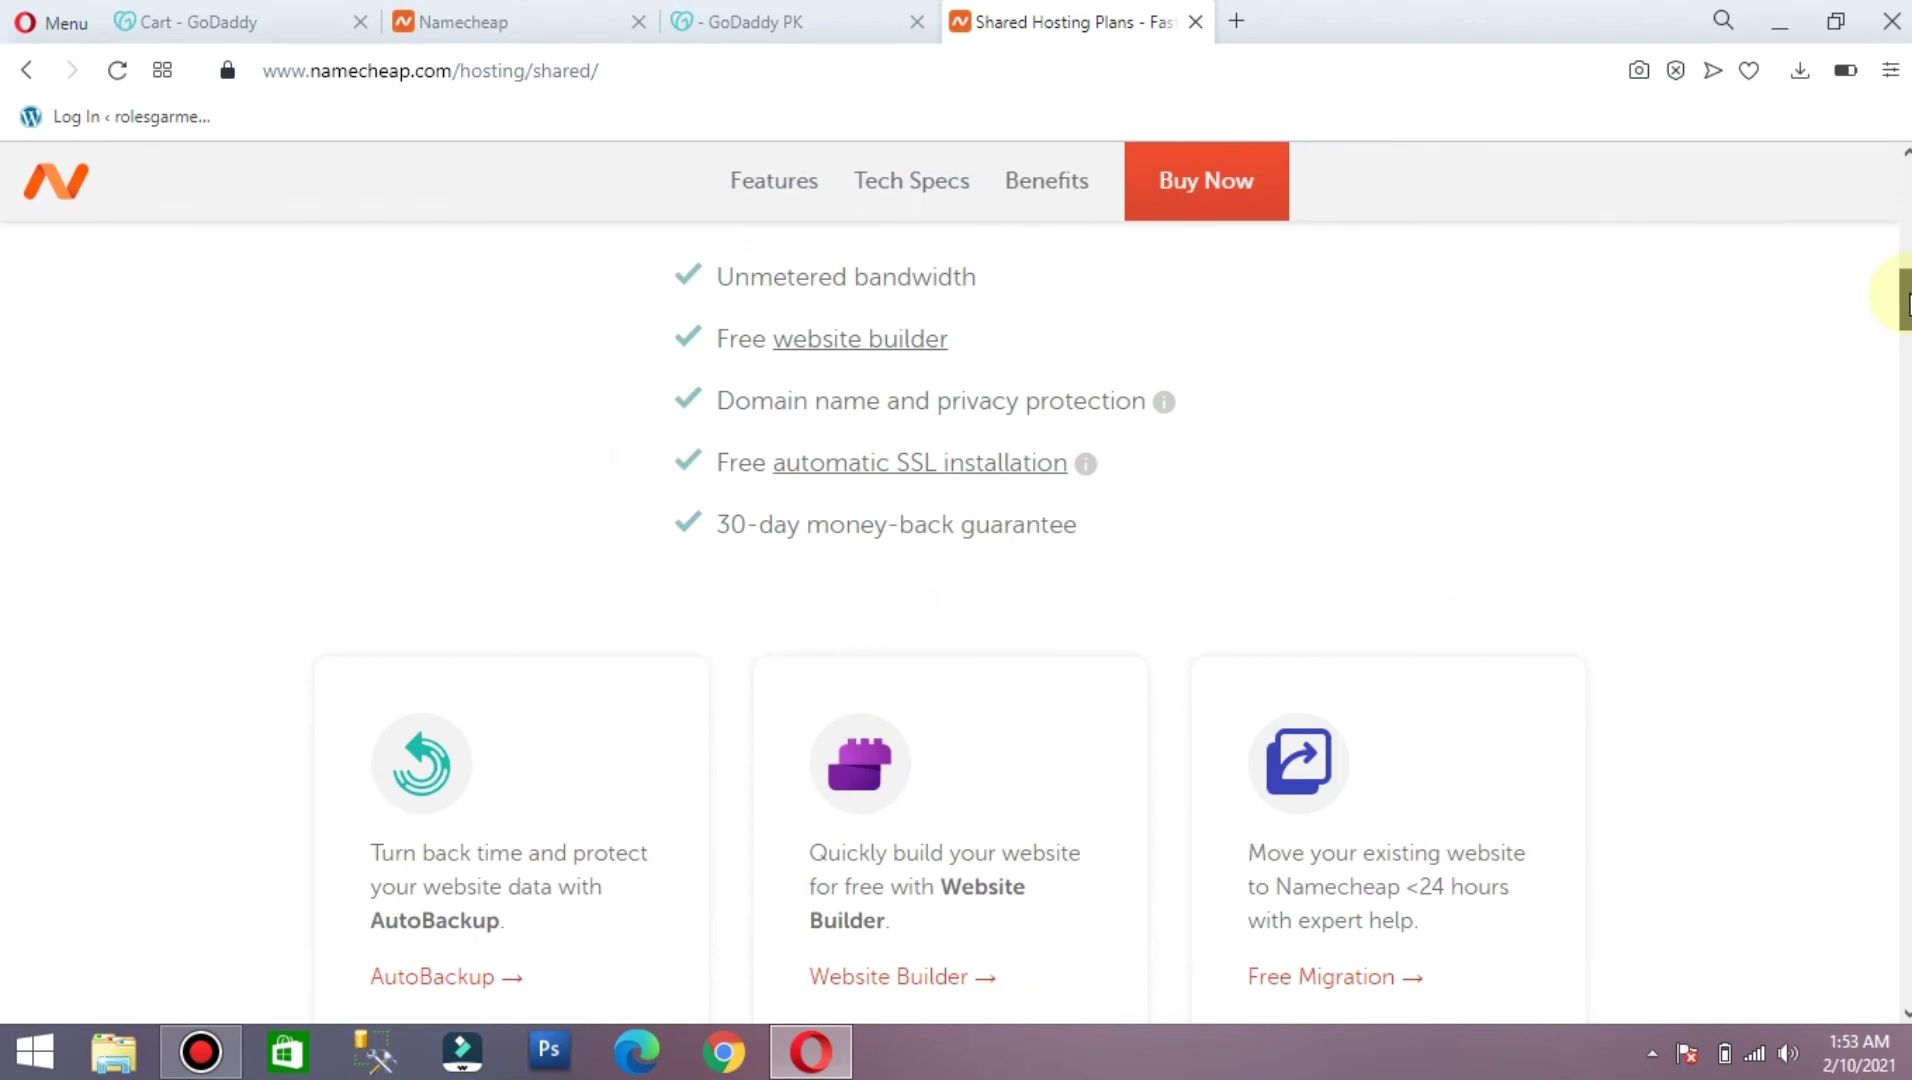 Menu
Cart - GoDaddy
Namecheap
- GoDaddy PK
Shared Hosting Plans - Fas
www.namecheap.com/hosting/shared/
Log In ‹ rolesgarme...
Features
Tech Specs
Benefits
Buy Now
Unmetered bandwidth
Free website builder
Domain name and privacy protection
Free automatic SSL installation
30-day money-back guarantee
Turn back time and protect
your website data with
AutoBackup.
AutoBackup →
Quickly build your website
for free with Website
Builder.
Website Builder →
Move your existing website
to Namecheap <24 hours
with expert help.
Free Migration →
Ps
1:53 AM
2/10/2021